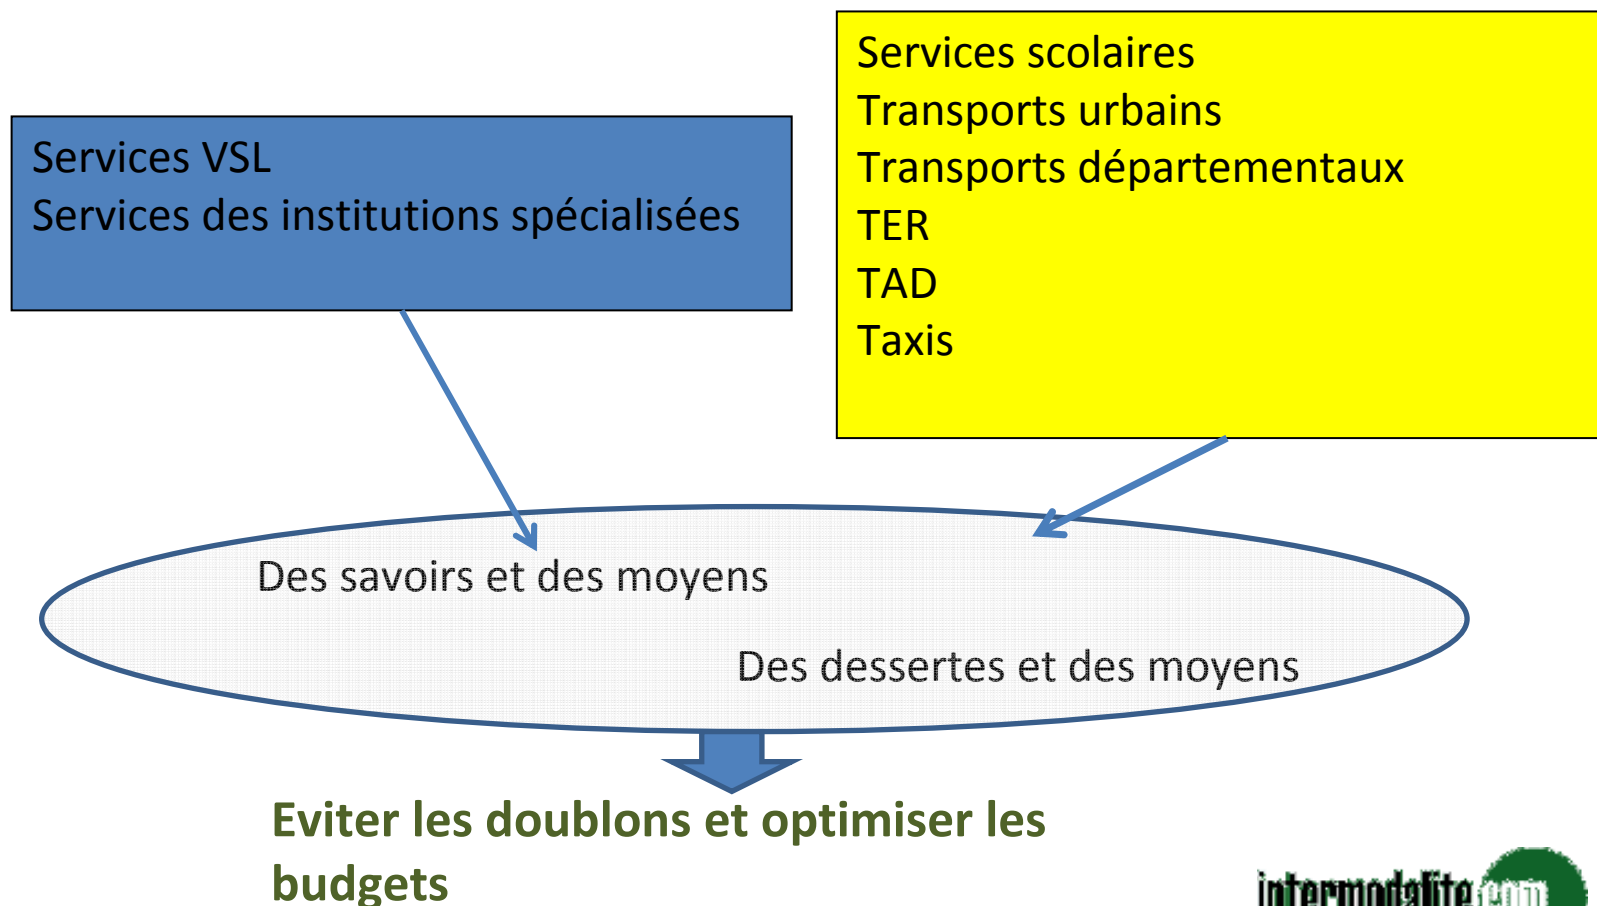 Services VSL
Services des institutions spécialisées
Services scolaires
Transports urbains
Transports départementaux
TER
TAD
Taxis
Des savoirs et des moyens
Des dessertes et des moyens
Eviter les doublons et optimiser les
budgets
intermodalite.com